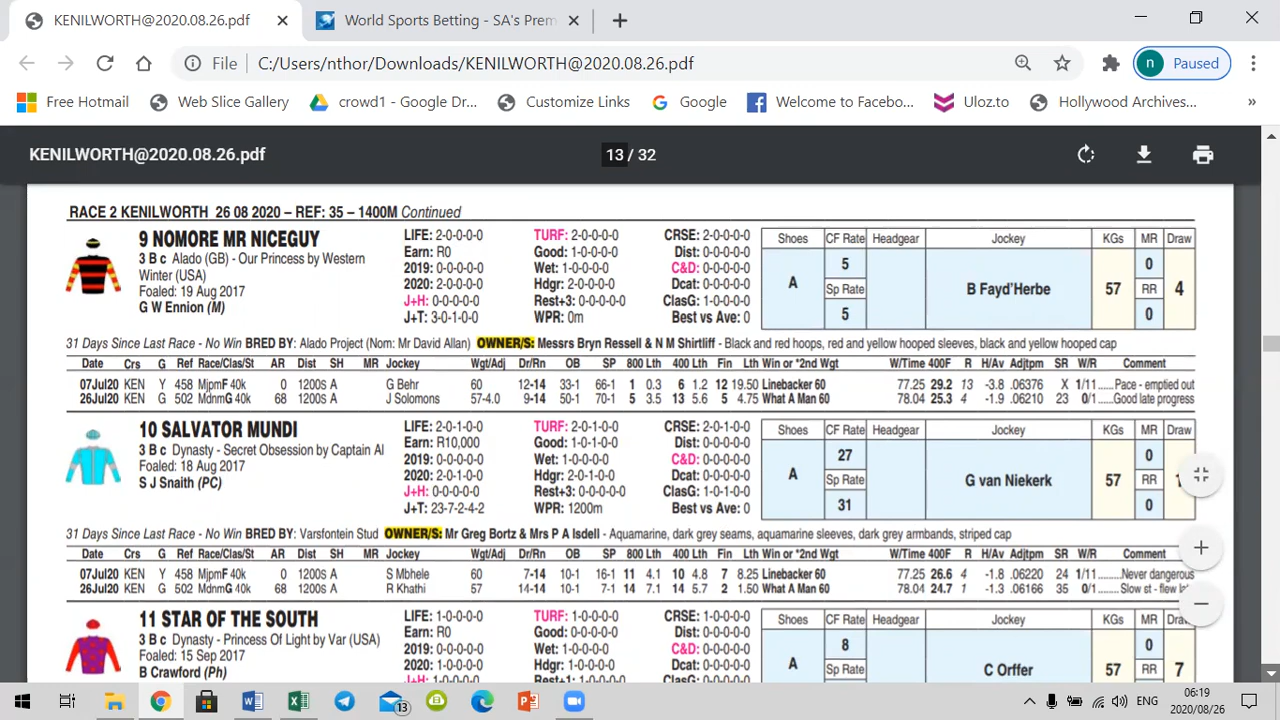 KENILWORTH@2020.08.26.pdf
World Sports Betting - SA's Prem
File C:/Users/nthor/Downloads/KENILWORTH@2020.08.26.pdf
n Paused
Free Hotmail Web Slice Gallery crowd1 - Google Dr... Customize Links Google Welcome to Facebo... Uloz.to Hollywood Archives... »
KENILWORTH@2020.08.26.pdf 13 / 32
RACE 2 KENILWORTH 26 08 2020 – REF: 35 – 1400M Continued
9 NOMORE MR NICEGUY LIFE: 2-0-0-0-0 TURF: 2-0-0-0-0 CRSE: 2-0-0-0-0 Shoes CF Rate Headgear Jockey KGs MR Draw
3 B c Alado (GB) - Our Princess by Western Earn: R0 Good: 1-0-0-0-0 Dist: 0-0-0-0-0 5 0
Winter (USA) 2019: 0-0-0-0-0 Wet: 1-0-0-0-0 C&D: 0-0-0-0-0 A Sp Rate B Fayd'Herbe 57 RR 4
Foaled: 19 Aug 2017 2020: 2-0-0-0-0 Hdgr: 2-0-0-0-0 Dcat: 0-0-0-0-0
G W Ennion (M) J+H: 0-0-0-0-0 Rest+3: 0-0-0-0-0 ClasG: 1-0-0-0-0 5 0
J+T: 3-0-1-0-0 WPR: 0m Best vs Ave: 0
31 Days Since Last Race - No Win BRED BY: Alado Project (Nom: Mr David Allan) OWNER/S: Messrs Bryn Ressell & N M Shirtliff - Black and red hoops, red and yellow hooped sleeves, black and yellow hooped cap
Date Crs G Ref Race/Clas/St AR Dist SH MR Jockey Wgt/Adj Dr/Rn OB SP 800 Lth 400 Lth Fin Lth Win or *2nd Wgt W/Time 400F R H/Av Adjtpm SR W/R Comment
07Jul20 KEN Y 458 MjpmF 40k 0 1200S A G Behr 60 12-14 33-1 66-1 1 0.3 6 1.2 12 19.50 Linebacker 60 77.25 29.2 13 -3.8 .06376 X 1/11 ......Pace - emptied out
26Jul20 KEN G 502 MdnmG 40k 68 1200S A J Solomons 57-4.0 9-14 50-1 70-1 5 3.5 13 5.6 5 4.75 What A Man 60 78.04 25.3 4 -1.9 .06210 23 0/1 ....Good late progress
10 SALVATOR MUNDI LIFE: 2-0-1-0-0 TURF: 2-0-1-0-0 CRSE: 2-0-1-0-0 Shoes CF Rate Headgear Jockey KGs MR Draw
3 B c Dynasty - Secret Obsession by Captain Al Earn: R10,000 Good: 1-0-1-0-0 Dist: 0-0-0-0-0 27 0
Foaled: 18 Aug 2017 2019: 0-0-0-0-0 Wet: 1-0-0-0-0 C&D: 0-0-0-0-0 A Sp Rate G van Niekerk 57 RR
S J Snaith (PC) 2020: 2-0-1-0-0 Hdgr: 2-0-1-0-0 Dcat: 0-0-0-0-0
J+H: 0-0-0-0-0 Rest+3: 0-0-0-0-0 ClasG: 1-0-1-0-0 31 0
J+T: 23-7-2-4-2 WPR: 1200m Best vs Ave: 0
31 Days Since Last Race - No Win BRED BY: Varsfontein Stud OWNER/S: Mr Greg Bortz & Mrs P A Isdell - Aquamarine, dark grey seams, aquamarine sleeves, dark grey armbands, striped cap
Date Crs G Ref Race/Clas/St AR Dist SH MR Jockey Wgt/Adj Dr/Rn OB SP 800 Lth 400 Lth Fin Lth Win or *2nd Wgt W/Time 400F R H/Av Adjtpm SR W/R Comment
07Jul20 KEN Y 458 MjpmF 40k 0 1200S A S Mbhele 60 7-14 10-1 16-1 11 4.1 10 4.8 7 8.25 Linebacker 60 77.25 26.6 4 -1.8 .06220 24 1/11 .........Never dangerous
26Jul20 KEN G 502 MdnmG 40k 68 1200S A R Khathi 57 14-14 10-1 7-1 14 7.1 14 5.7 2 1.50 What A Man 60 78.04 24.7 1 -1.3 .06166 35 0/1 ...Slow st - flew
11 STAR OF THE SOUTH LIFE: 1-0-0-0-0 TURF: 1-0-0-0-0 CRSE: 1-0-0-0-0 Shoes CF Rate Headgear Jockey KGs MR Draw
3 B c Dynasty - Princess Of Light by Var (USA) Earn: R0 Good: 0-0-0-0-0 Dist: 0-0-0-0-0 8 0
Foaled: 15 Sep 2017 2019: 0-0-0-0-0 Wet: 1-0-0-0-0 C&D: 0-0-0-0-0 A Sp Rate C Orffer 57 RR 7
B Crawford (Ph) 2020: 1-0-0-0-0 Hdgr: 1-0-0-0-0 Dcat: 0-0-0-0-0
13 ENG 06:19
2020/08/26